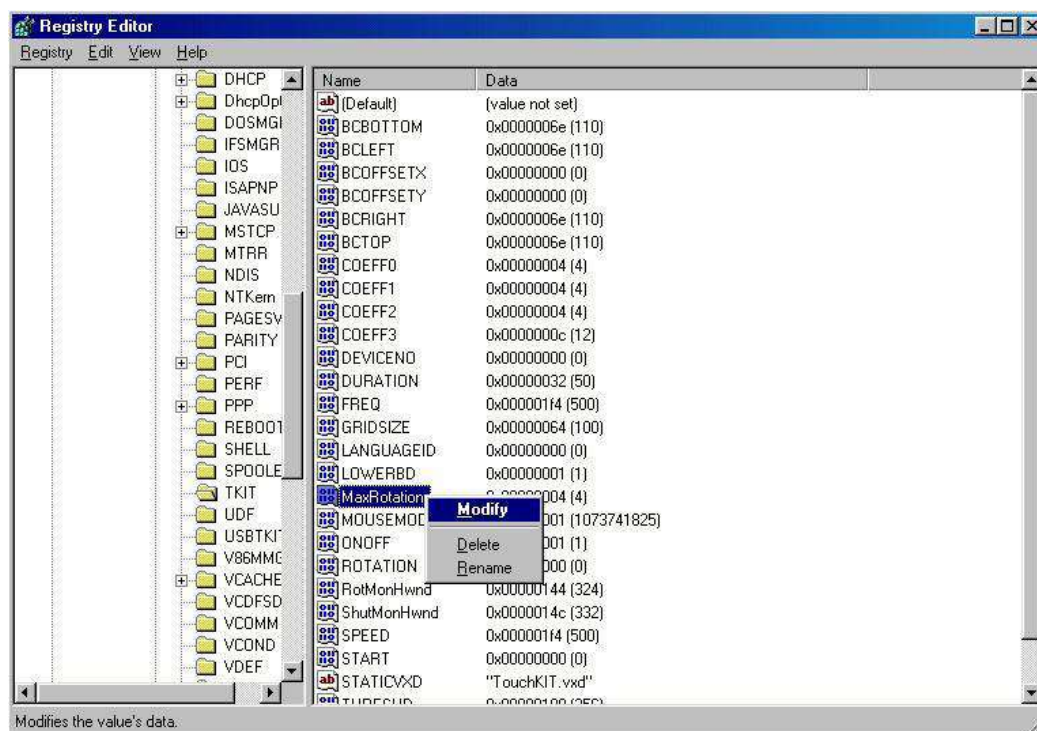 Registry Editor
Registry Edit View Help
DHCP
DhcpOpt
DOSMGI
IFSMGR
IOS
ISAPNP
JAVASU
MSTCP
MTRR
NDIS
NTKern
PAGESV
PARITY
PCI
PERF
PPP
REBOOT
SHELL
SPOOLE
TKIT
UDF
USBTKI
V86MMG
VCACHE
VCDFSD
VCOMM
VCOND
VDEF
Name Data
(Default) (value not set)
BCBOTTOM 0x0000006e (110)
BCLEFT 0x0000006e (110)
BCOFFSETX 0x00000000 (0)
BCOFFSETY 0x00000000 (0)
BCRIGHT 0x0000006e (110)
BCTOP 0x0000006e (110)
COEFF0 0x00000004 (4)
COEFF1 0x00000004 (4)
COEFF2 0x00000004 (4)
COEFF3 0x0000000c (12)
DEVICENO 0x00000000 (0)
DURATION 0x00000032 (50)
FREQ 0x000001f4 (500)
GRIDSIZE 0x00000064 (100)
LANGUAGEID 0x00000000 (0)
LOWERBD 0x00000001 (1)
MaxRotation 004 (4)
MOUSEMOD 001 (1073741825)
ONOFF 001 (1)
ROTATION 000 (0)
RotMonHwnd 0x00000144 (324)
ShutMonHwnd 0x0000014c (332)
SPEED 0x000001f4 (500)
START 0x00000000 (0)
STATICVXD "TouchKIT.vxd"
Modify
Delete
Rename
Modifies the value's data.